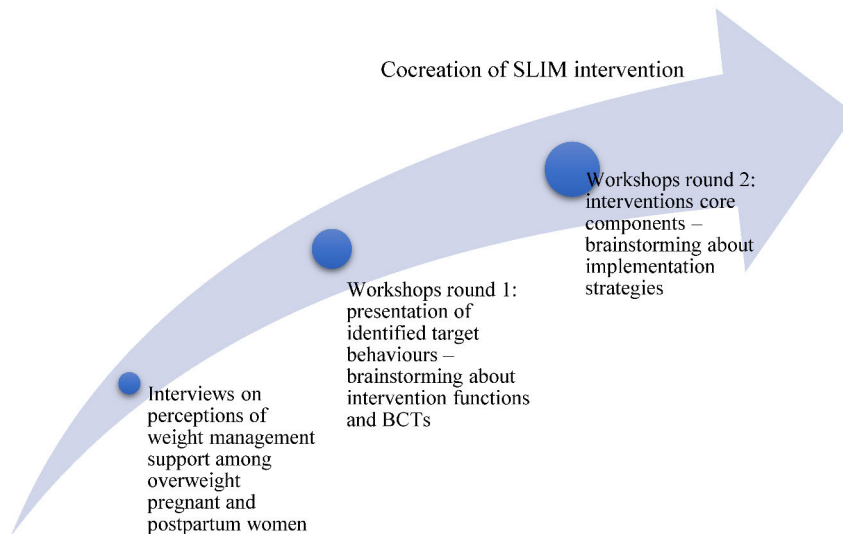 Cocreation of SLIM intervention
Workshops round 2:
interventions core
components –
brainstorming about
implementation
strategies
Workshops round 1:
presentation of
identified target
behaviours –
brainstorming about
intervention functions
and BCTs
Interviews on
perceptions of
weight management
support among
overweight
pregnant and
postpartum women